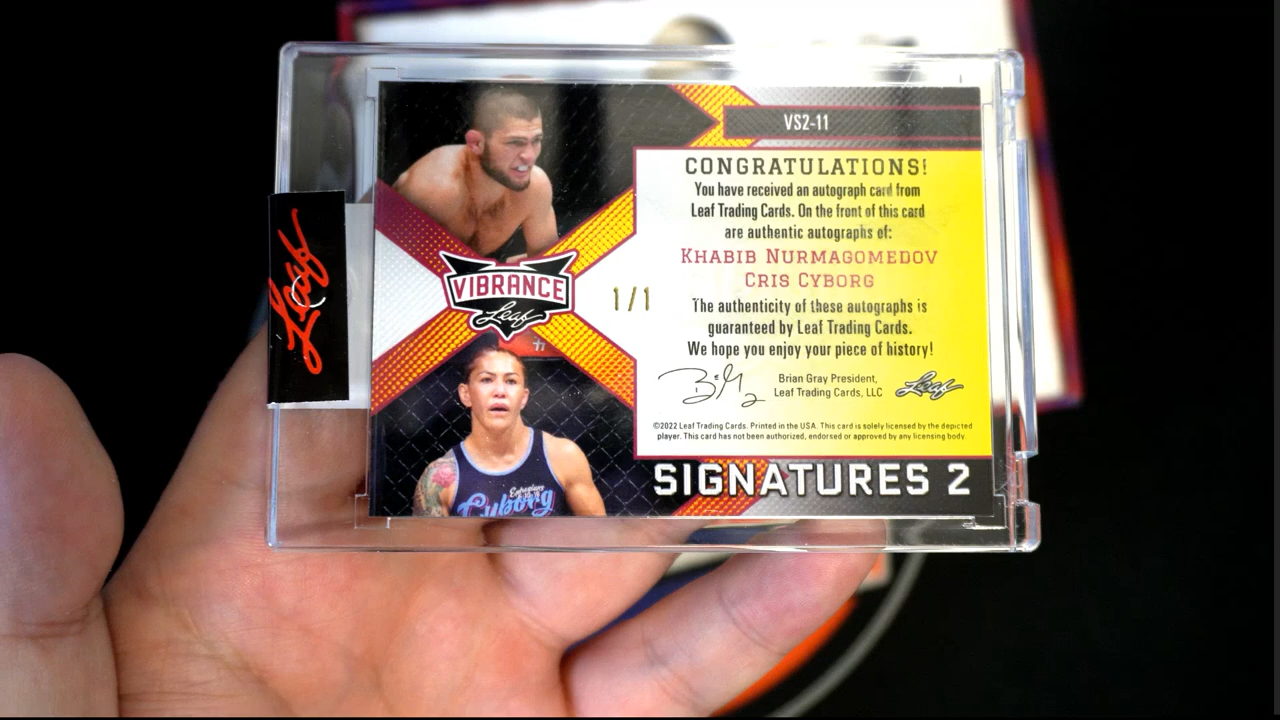 VS2-11
CONGRATULATIONS!
You have received an autograph card from
Leaf Trading Cards. On the front of this card
are authentic autographs of:
KHABIB NURMAGOMEDOV
CRIS CYBORG
The authenticity of these autographs is
guaranteed by Leaf Trading Cards.
We hope you enjoy your piece of history!
Brian Gray President,
Leaf Trading Cards, LLC
Leaf
©2022 Leaf Trading Cards. Printed in the USA. This card is solely licensed by the depicted
player. This card has not been authorized, endorsed or approved by any licensing body.
SIGNATURES 2
1/1
VIBRANCE
Leaf
Leaf
Cyborg